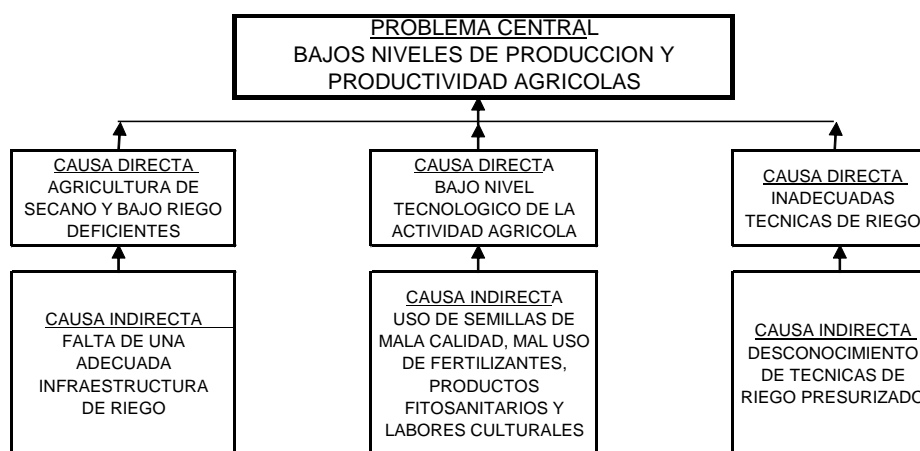 PROBLEMA CENTRAL
BAJOS NIVELES DE PRODUCCION Y
PRODUCTIVIDAD AGRICOLAS
CAUSA DIRECTA
AGRICULTURA DE
SECANO Y BAJO RIEGO
DEFICIENTES
CAUSA DIRECTA
BAJO NIVEL
TECNOLOGICO DE LA
ACTIVIDAD AGRICOLA
CAUSA DIRECTA
INADECUADAS
TECNICAS DE RIEGO
CAUSA INDIRECTA
FALTA DE UNA
ADECUADA
INFRAESTRUCTURA
DE RIEGO
CAUSA INDIRECTA
USO DE SEMILLAS DE
MALA CALIDAD, MAL USO
DE FERTILIZANTES,
PRODUCTOS
FITOSANITARIOS Y
LABORES CULTURALES
CAUSA INDIRECTA
DESCONOCIMIENTO
DE TECNICAS DE
RIEGO PRESURIZADO